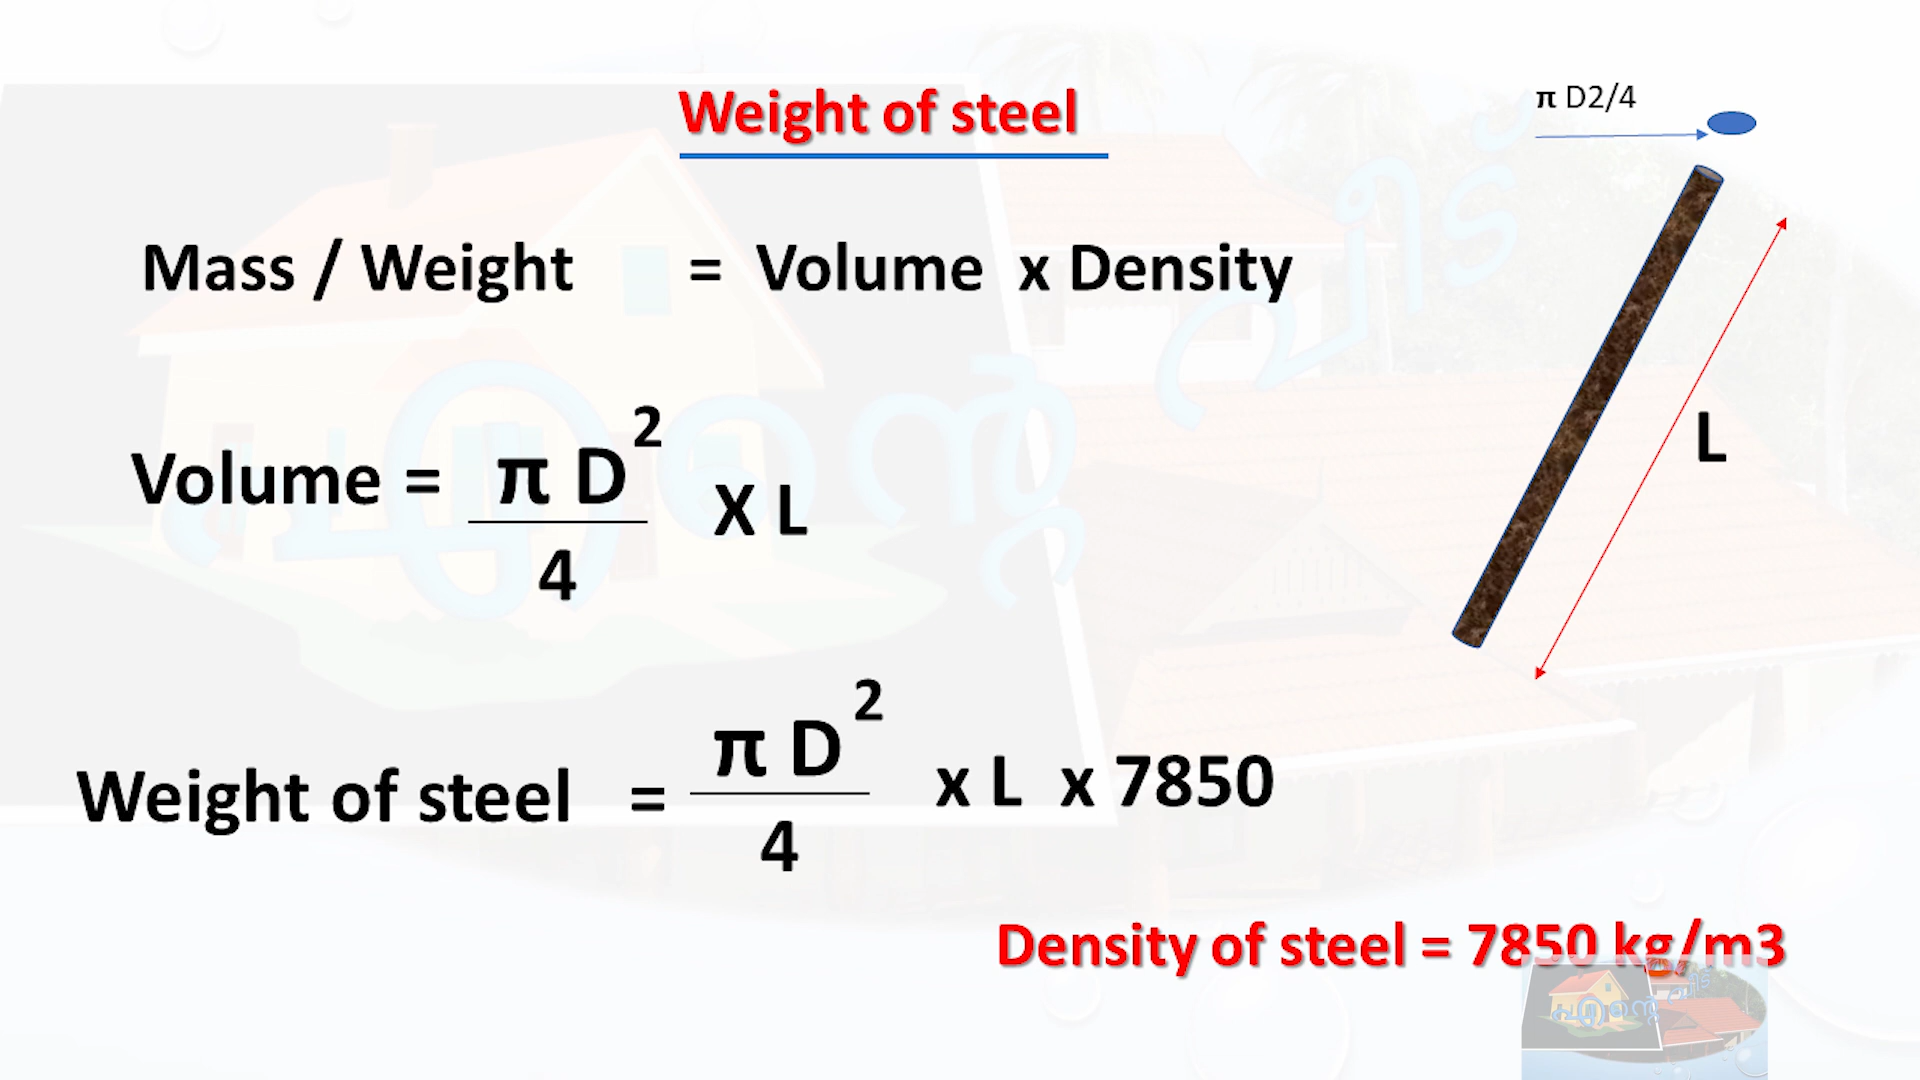 Weight of steel
π D2/4
Mass / Weight = Volume x Density
L
Volume = π D² / 4 X L
Weight of steel = π D² / 4 x L x 7850
Density of steel = 7850 kg/m3
എന്റെ വീട്